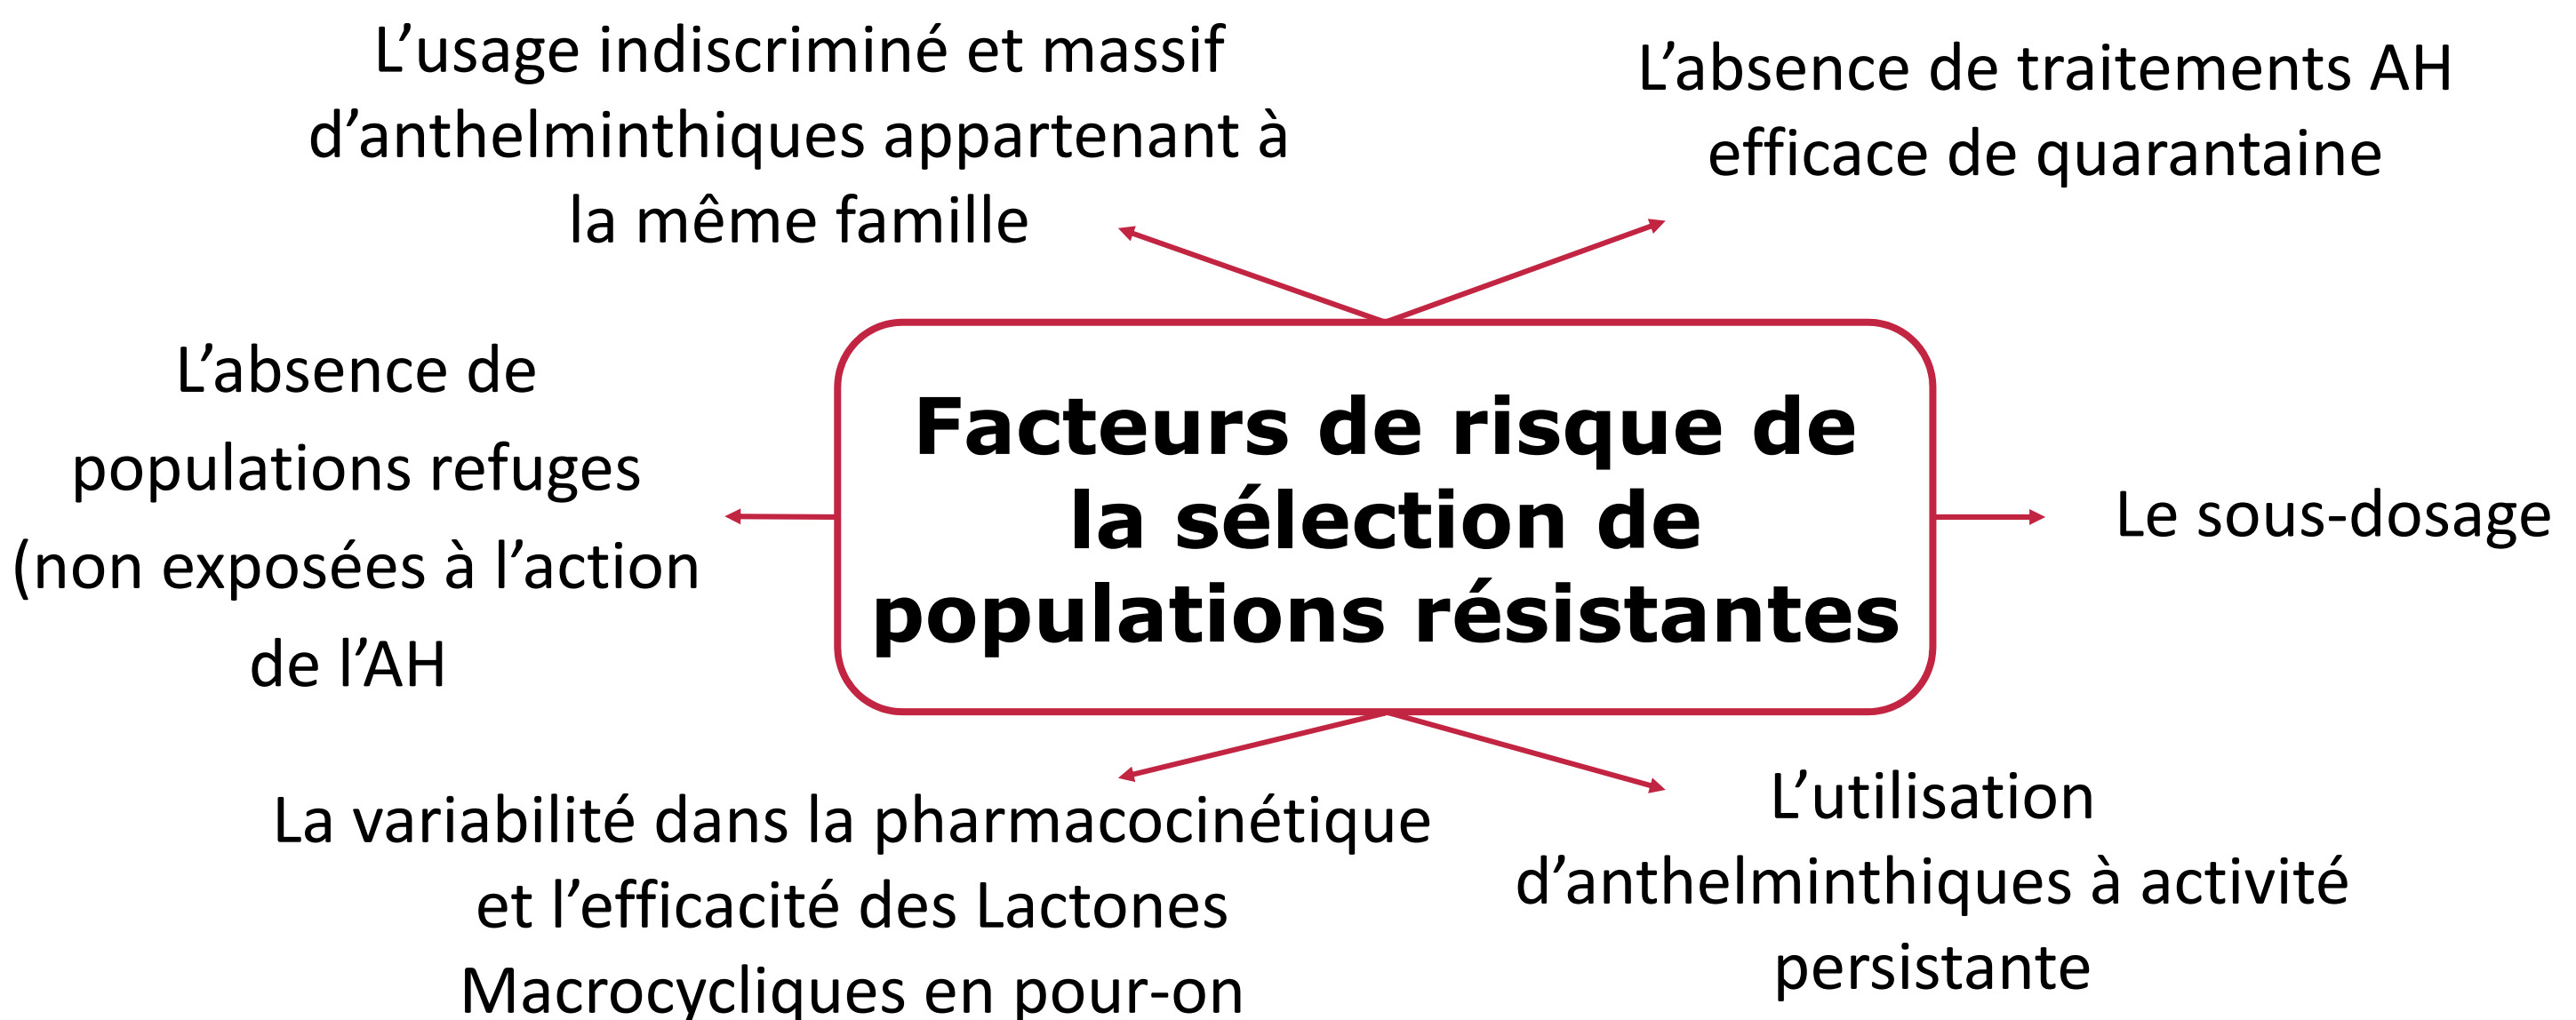 L’usage indiscriminé et massif
d’anthelminthiques appartenant à
la même famille
L’absence de traitements AH
efficace de quarantaine
L’absence de
populations refuges
(non exposées à l’action
de l’AH
Facteurs de risque de
la sélection de
populations résistantes
Le sous-dosage
La variabilité dans la pharmacocinétique
et l’efficacité des Lactones
Macrocycliques en pour-on
L’utilisation
d’anthelminthiques à activité
persistante